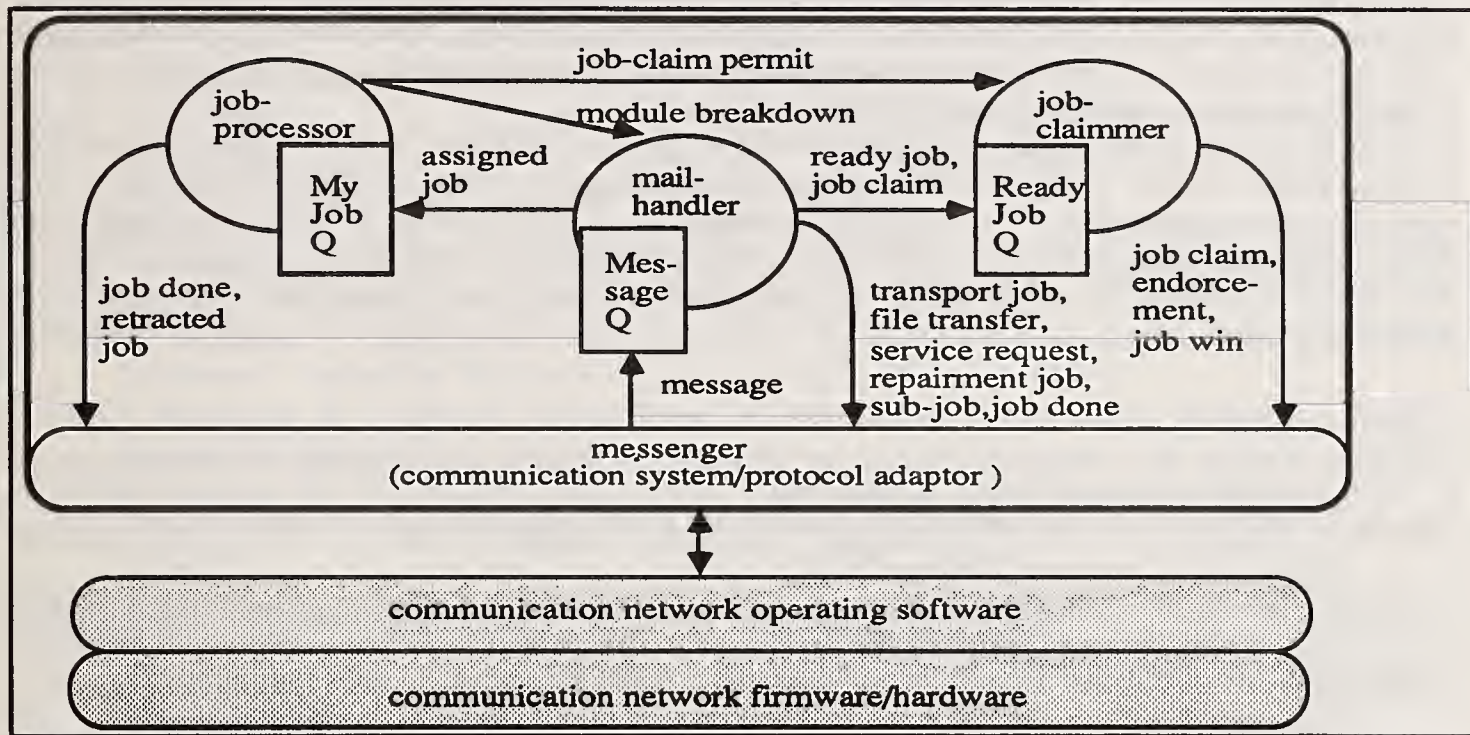 job-claim permit
job-
processor
module breakdown
job-
claimmer
assigned
job
mail-
handler
ready job,
job claim
My
Job
Q
Ready
Job
Q
Mes-
sage
Q
job done,
retracted
job
message
transport job,
file transfer,
service request,
repairment job,
sub-job,job done
job claim,
endorce-
ment,
job win
messenger
(communication system/protocol adaptor )
communication network operating software
communication network firmware/hardware